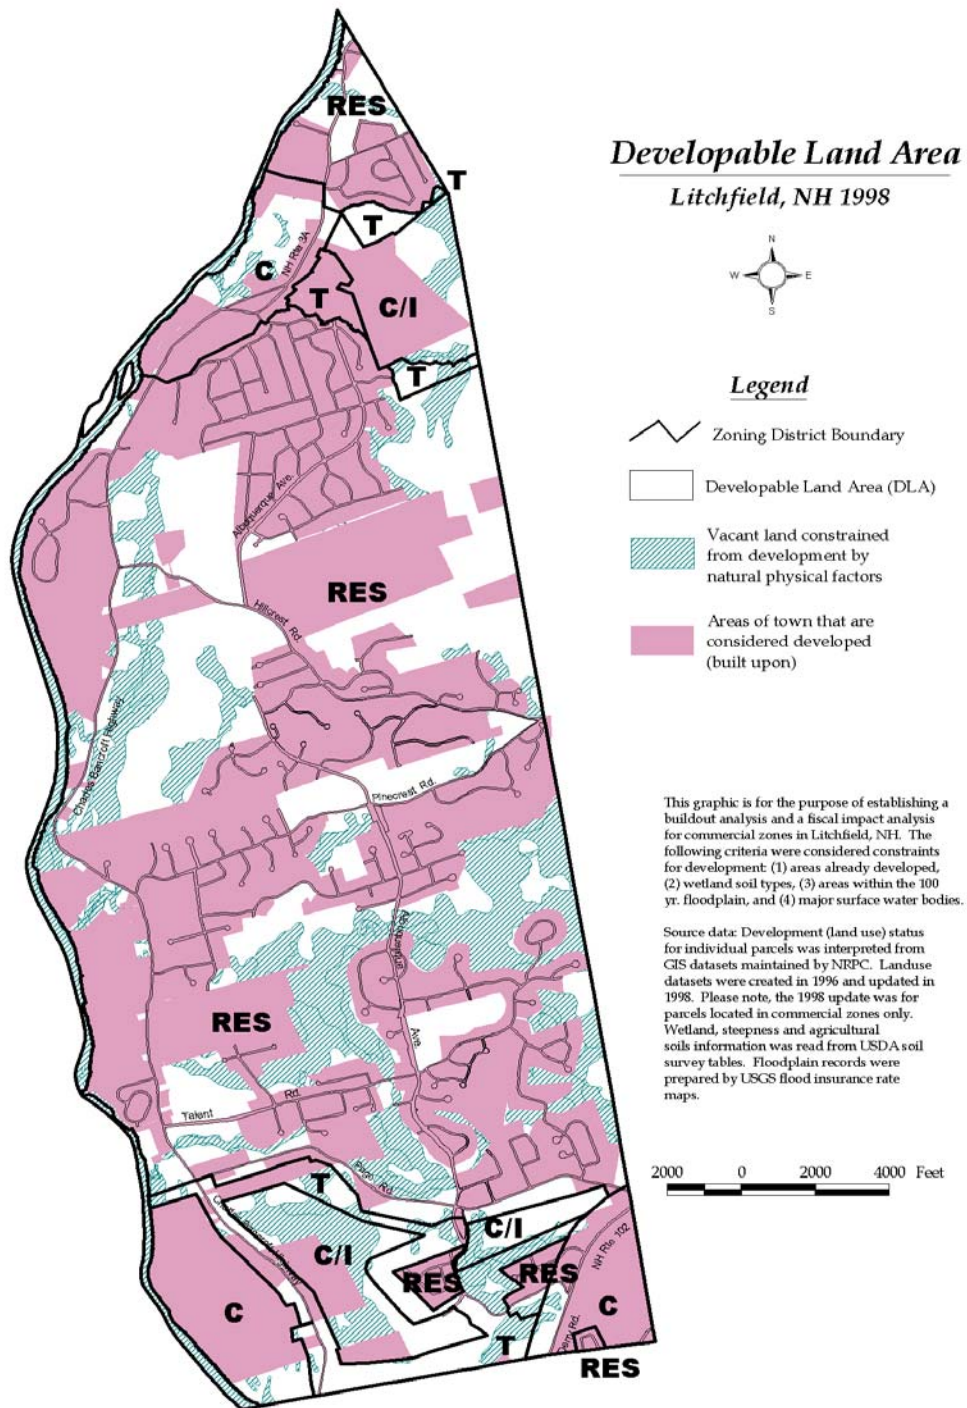 Developable Land Area
Litchfield, NH 1998
N
W
E
S
Legend
Zoning District Boundary
Developable Land Area (DLA)
Vacant land constrained
from development by
natural physical factors
Areas of town that are
considered developed
(built upon)
This graphic is for the purpose of establishing a
buildout analysis and a fiscal impact analysis
for commercial zones in Litchfield, NH. The
following criteria were considered constraints
for development: (1) areas already developed,
(2) wetland soil types, (3) areas within the 100
yr. floodplain, and (4) major surface water bodies.
Source data: Development (land use) status
for individual parcels was interpreted from
GIS datasets maintained by NRPC. Landuse
datasets were created in 1996 and updated in
1998. Please note, the 1998 update was for
parcels located in commercial zones only.
Wetland, steepness and agricultural
soils information was read from USDA soil
survey tables. Floodplain records were
prepared by USGS flood insurance rate
maps.
2000 0 2000 4000 Feet
RES
T
T
NH Rte 3A
C
T
C/I
T
Albuquerque Ave.
RES
Hillcrest Rd.
Charles Bancroft Highway
Pinecrest Rd.
Albuquerque
Ave.
RES
Talent Rd.
Page Rd.
T
C/I
Charles Bancroft Highway
C/I
RES
RES
NH Rte 102
C
C
Derry Rd.
T
RES